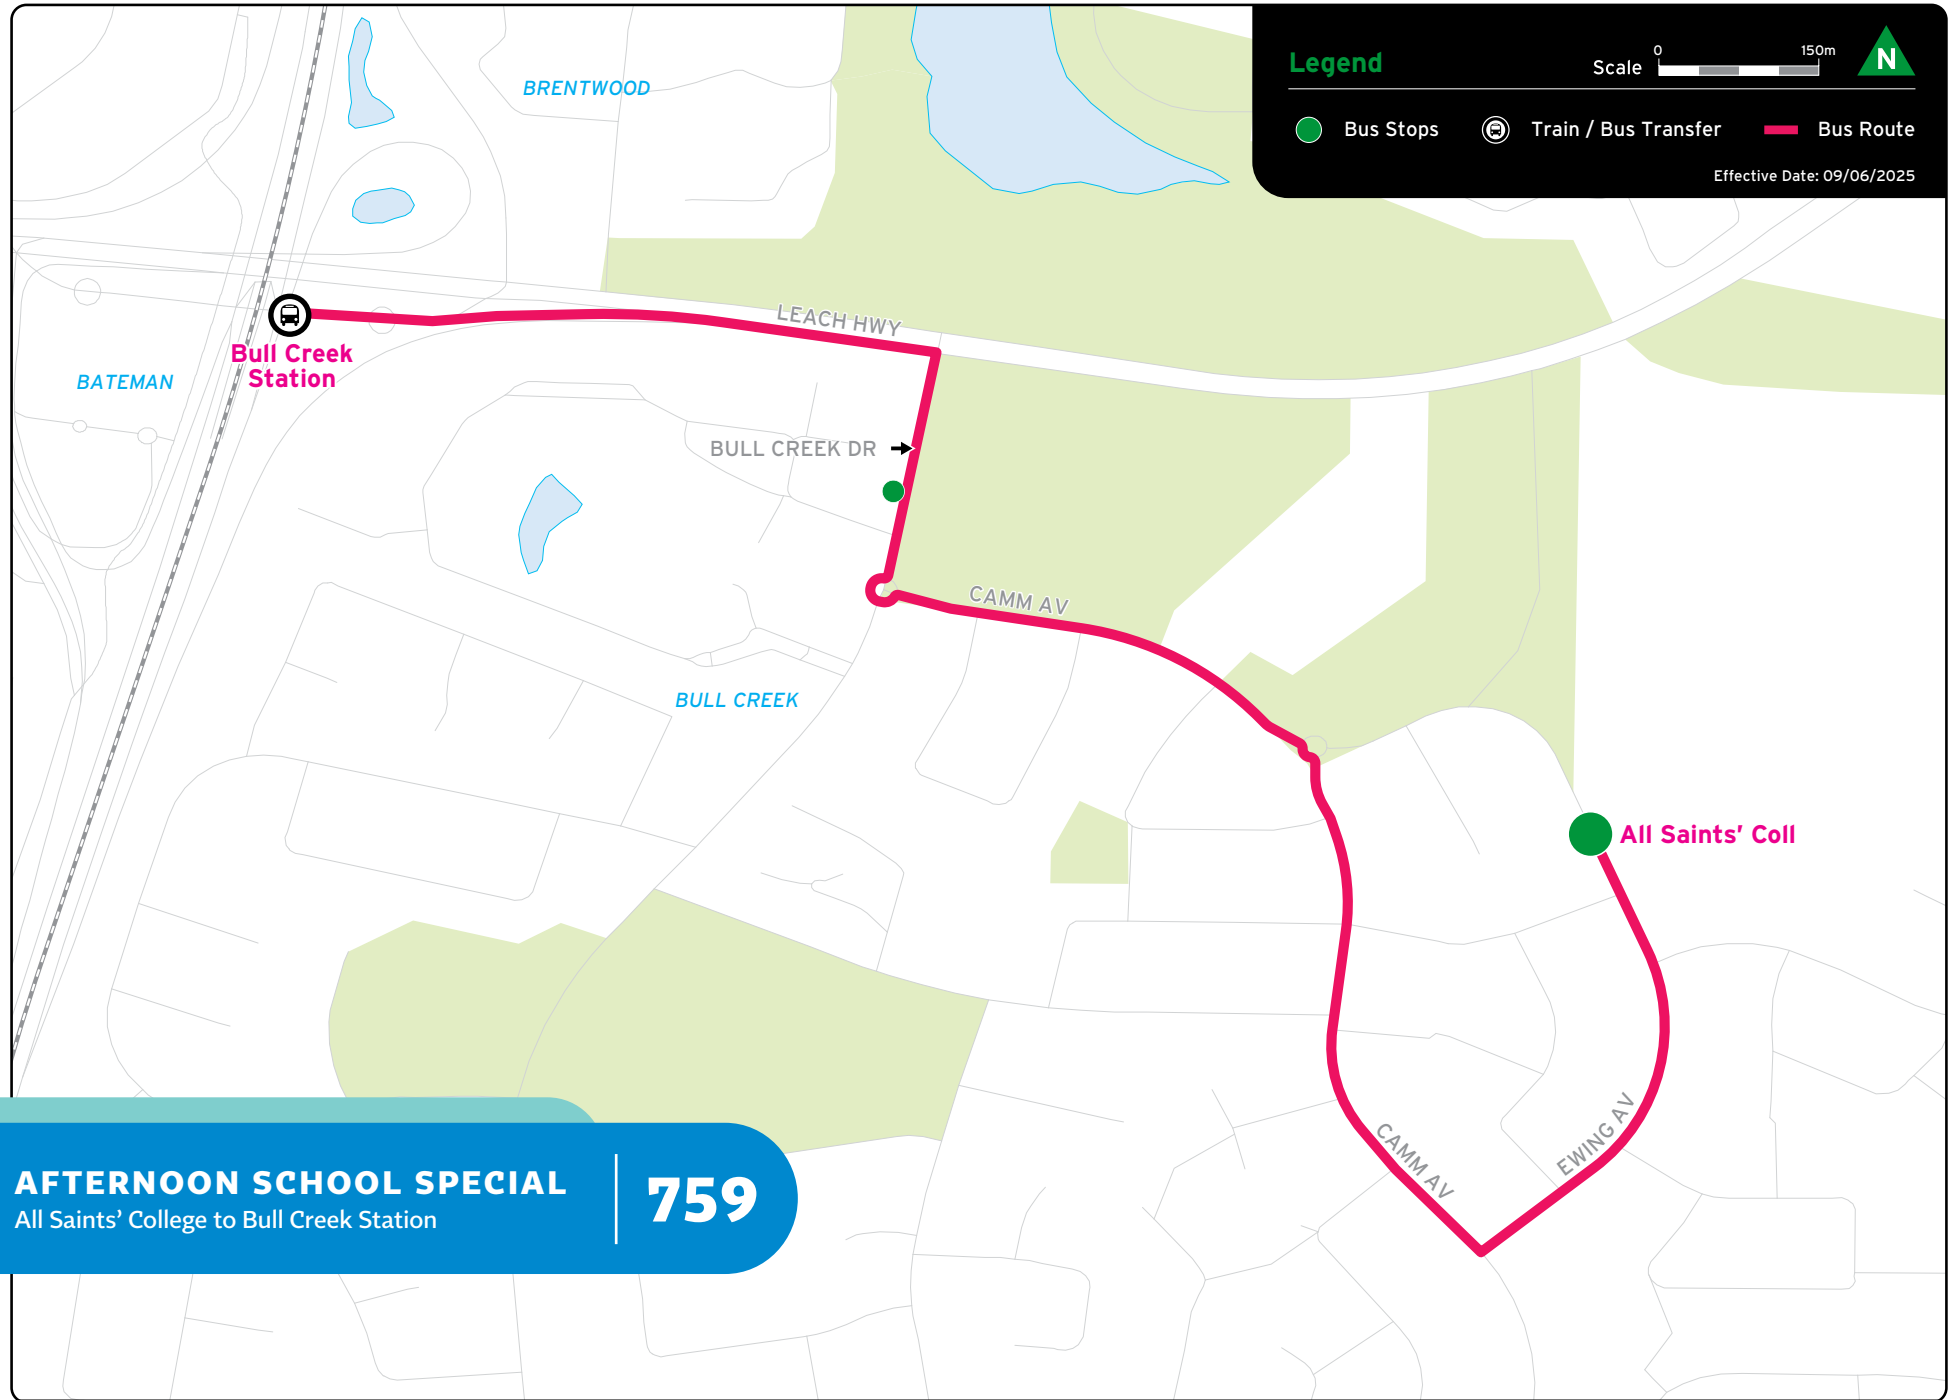 Legend
Scale
0
150m
N
Bus Stops
Train / Bus Transfer
Bus Route
Effective Date: 09/06/2025
BRENTWOOD
LEACH HWY
Bull Creek
Station
BATEMAN
BULL CREEK DR
CAMM AV
BULL CREEK
All Saints' Coll
CAMM AV
EWING AV
AFTERNOON SCHOOL SPECIAL
All Saints' College to Bull Creek Station
759